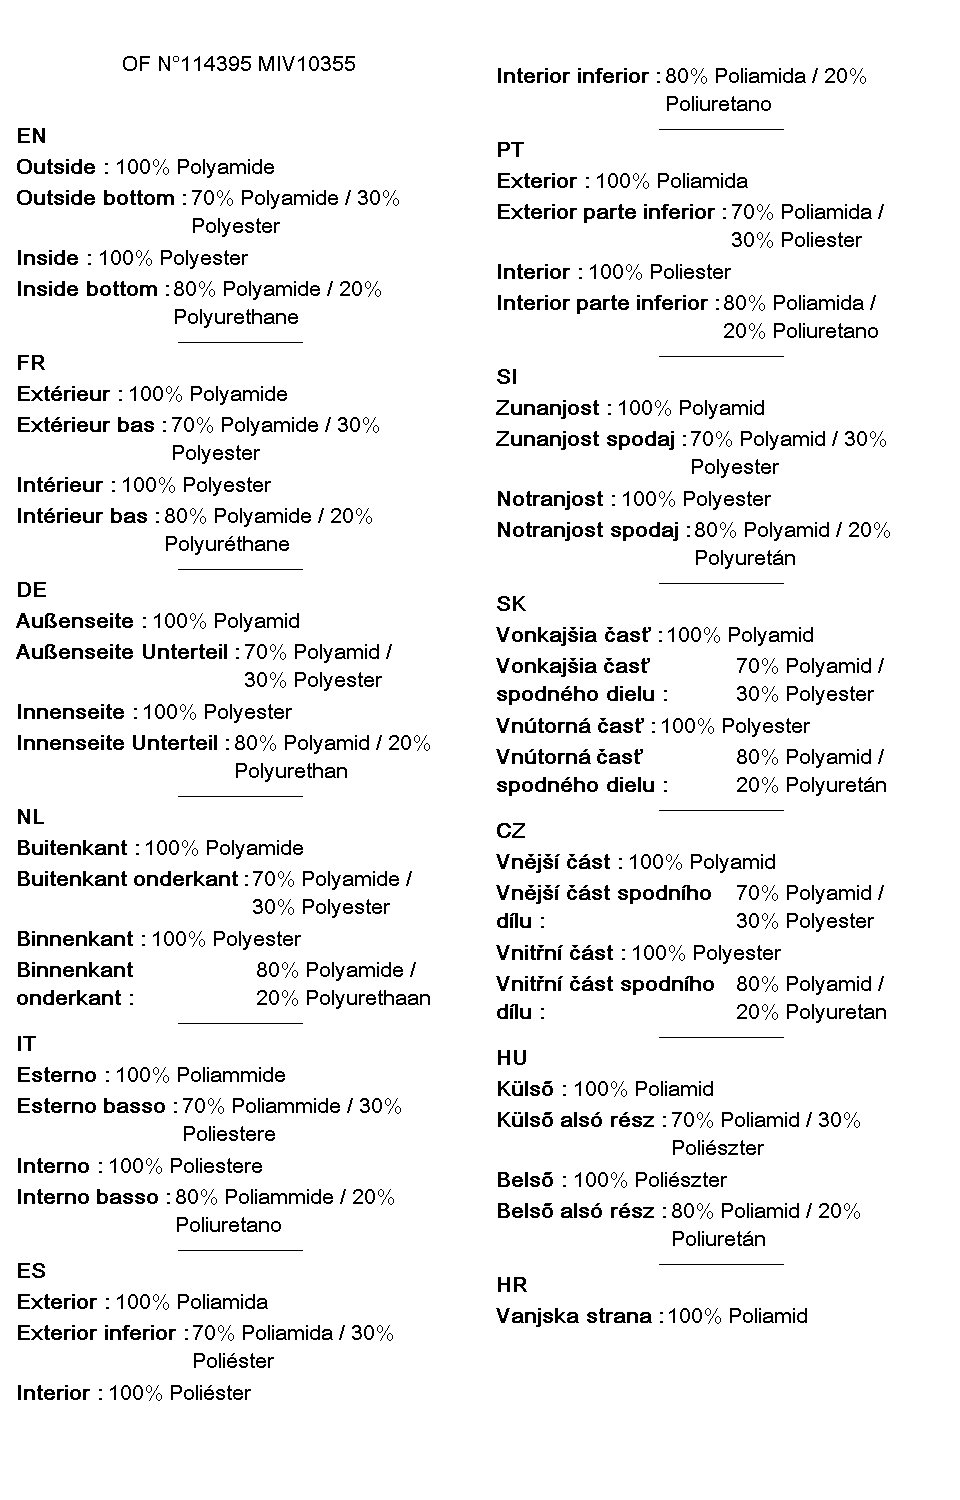 OF N°114395 MIV10355
EN
Outside : 100% Polyamide
Outside bottom : 70% Polyamide / 30%
Polyester
Inside : 100% Polyester
Inside bottom : 80% Polyamide / 20%
Polyurethane
FR
Extérieur : 100% Polyamide
Extérieur bas : 70% Polyamide / 30%
Polyester
Intérieur : 100% Polyester
Intérieur bas : 80% Polyamide / 20%
Polyuréthane
DE
Außenseite : 100% Polyamid
Außenseite Unterteil : 70% Polyamid /
30% Polyester
Innenseite : 100% Polyester
Innenseite Unterteil : 80% Polyamid / 20%
Polyurethan
NL
Buitenkant : 100% Polyamide
Buitenkant onderkant : 70% Polyamide /
30% Polyester
Binnenkant : 100% Polyester
Binnenkant 80% Polyamide /
onderkant : 20% Polyurethaan
IT
Esterno : 100% Poliammide
Esterno basso : 70% Poliammide / 30%
Poliestere
Interno : 100% Poliestere
Interno basso : 80% Poliammide / 20%
Poliuretano
ES
Exterior : 100% Poliamida
Exterior inferior : 70% Poliamida / 30%
Poliéster
Interior : 100% Poliéster
Interior inferior : 80% Poliamida / 20%
Poliuretano
PT
Exterior : 100% Poliamida
Exterior parte inferior : 70% Poliamida /
30% Poliester
Interior : 100% Poliester
Interior parte inferior : 80% Poliamida /
20% Poliuretano
SI
Zunanjost : 100% Polyamid
Zunanjost spodaj : 70% Polyamid / 30%
Polyester
Notranjost : 100% Polyester
Notranjost spodaj : 80% Polyamid / 20%
Polyuretán
SK
Vonkajšia časť : 100% Polyamid
Vonkajšia časť 70% Polyamid /
spodného dielu : 30% Polyester
Vnútorná časť : 100% Polyester
Vnútorná časť 80% Polyamid /
spodného dielu : 20% Polyuretán
CZ
Vnější část : 100% Polyamid
Vnější část spodního 70% Polyamid /
dílu : 30% Polyester
Vnitřní část : 100% Polyester
Vnitřní část spodního 80% Polyamid /
dílu : 20% Polyuretan
HU
Külsõ : 100% Poliamid
Külsõ alsó rész : 70% Poliamid / 30%
Poliészter
Belsõ : 100% Poliészter
Belsõ alsó rész : 80% Poliamid / 20%
Poliuretán
HR
Vanjska strana : 100% Poliamid